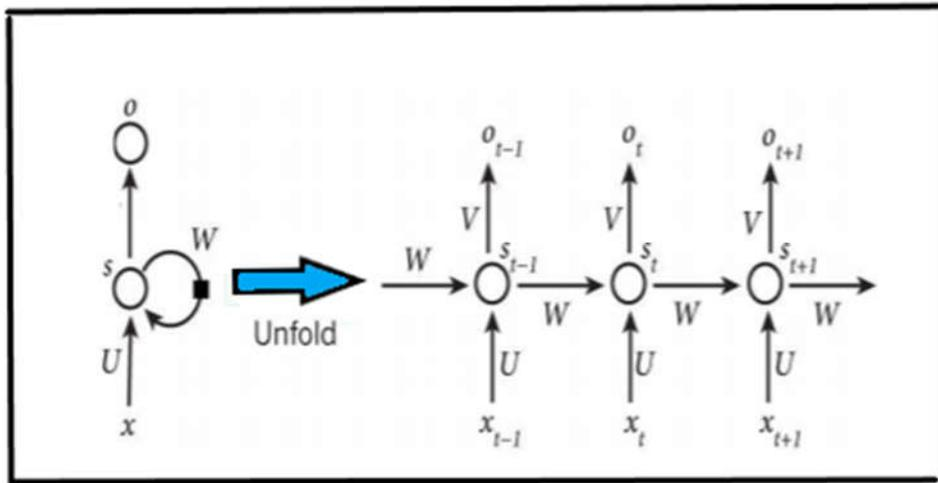 o
W
s
U
x
Unfold
o_{t-1} o_t o_{t+1}
V V V
W s_{t-1} s_t s_{t+1}
W W W
U U U
x_{t-1} x_t x_{t+1}